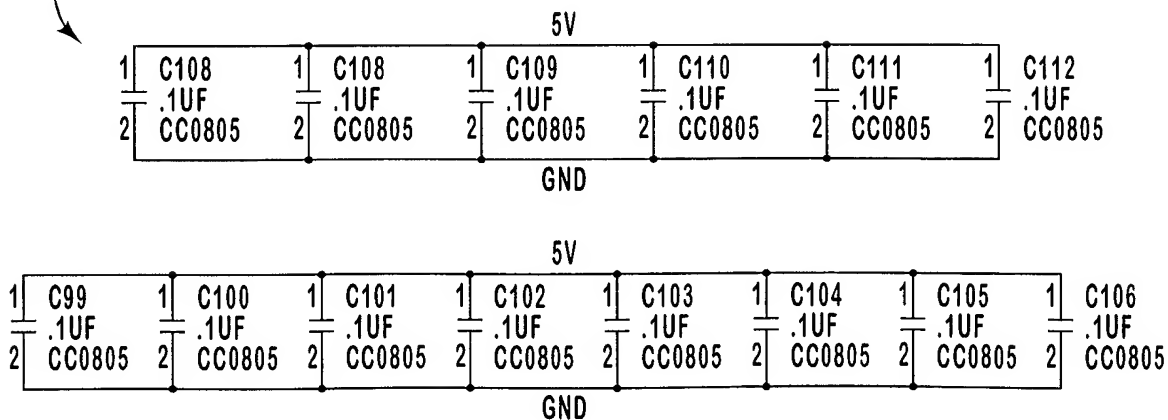 5V
1 C108 1 C108 1 C109 1 C110 1 C111 1 C112
.1UF .1UF .1UF .1UF .1UF .1UF
2 CC0805 2 CC0805 2 CC0805 2 CC0805 2 CC0805 2 CC0805
GND
5V
1 C99 1 C100 1 C101 1 C102 1 C103 1 C104 1 C105 1 C106
.1UF .1UF .1UF .1UF .1UF .1UF .1UF .1UF
2 CC0805 2 CC0805 2 CC0805 2 CC0805 2 CC0805 2 CC0805 2 CC0805 2 CC0805
GND